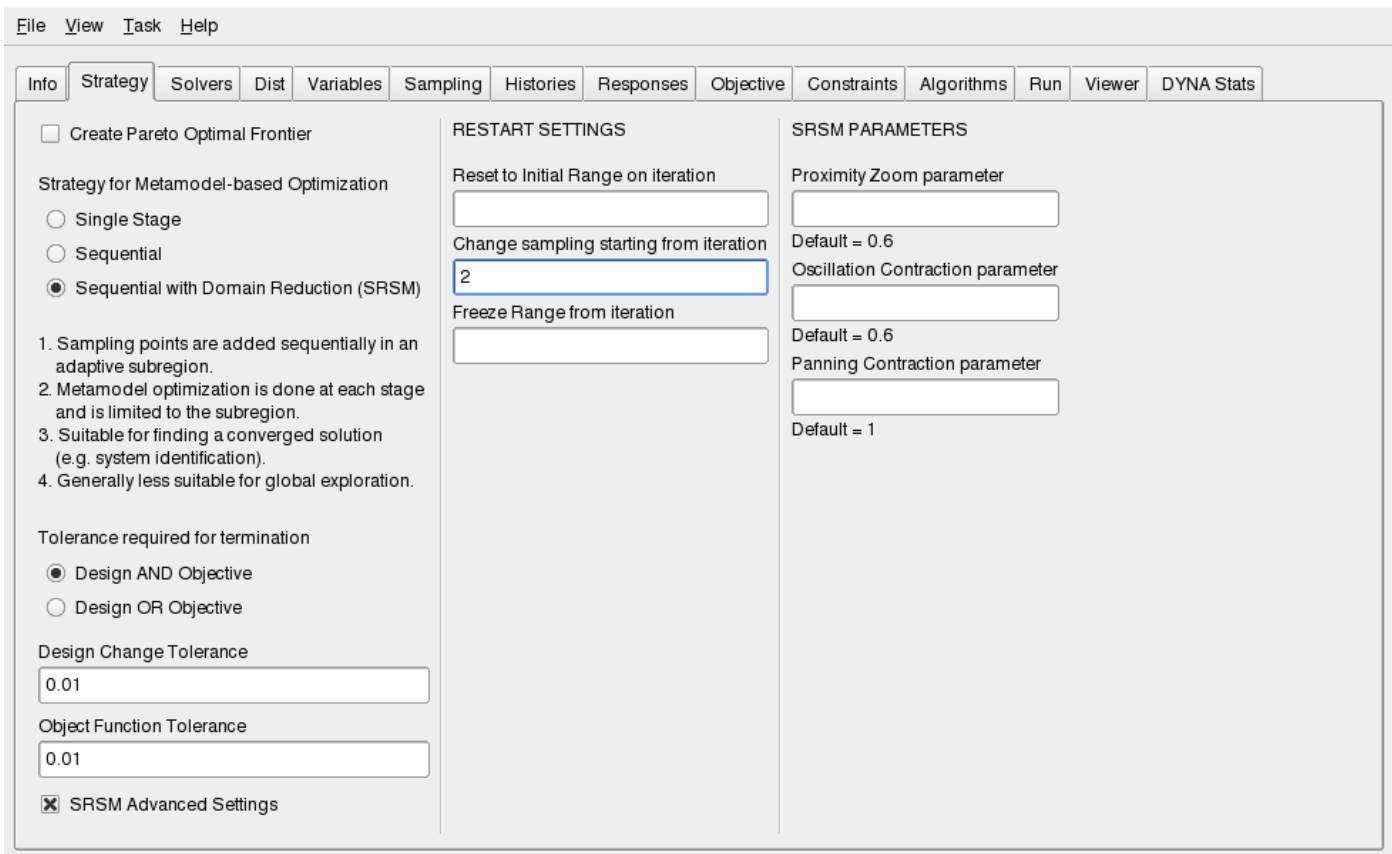 File View Task Help
Info Strategy Solvers Dist Variables Sampling Histories Responses Objective Constraints Algorithms Run Viewer DYNA Stats
Create Pareto Optimal Frontier
Strategy for Metamodel-based Optimization
Single Stage
Sequential
Sequential with Domain Reduction (SRSM)
1. Sampling points are added sequentially in an
adaptive subregion.
2. Metamodel optimization is done at each stage
and is limited to the subregion.
3. Suitable for finding a converged solution
(e.g. system identification).
4. Generally less suitable for global exploration.
Tolerance required for termination
Design AND Objective
Design OR Objective
Design Change Tolerance
0.01
Object Function Tolerance
0.01
SRSM Advanced Settings
RESTART SETTINGS
Reset to Initial Range on iteration
Change sampling starting from iteration
2
Freeze Range from iteration
SRSM PARAMETERS
Proximity Zoom parameter
Default = 0.6
Oscillation Contraction parameter
Default = 0.6
Panning Contraction parameter
Default = 1